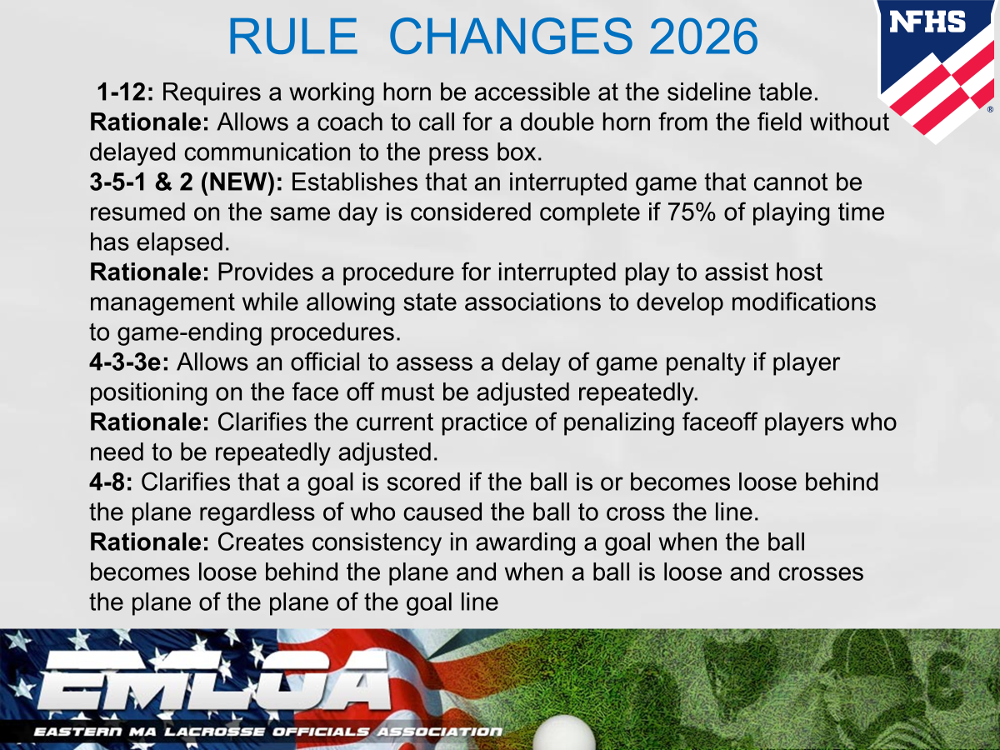 RULE CHANGES 2026
NFHS
®
1-12: Requires a working horn be accessible at the sideline table.
Rationale: Allows a coach to call for a double horn from the field without
delayed communication to the press box.
3-5-1 & 2 (NEW): Establishes that an interrupted game that cannot be
resumed on the same day is considered complete if 75% of playing time
has elapsed.
Rationale: Provides a procedure for interrupted play to assist host
management while allowing state associations to develop modifications
to game-ending procedures.
4-3-3e: Allows an official to assess a delay of game penalty if player
positioning on the face off must be adjusted repeatedly.
Rationale: Clarifies the current practice of penalizing faceoff players who
need to be repeatedly adjusted.
4-8: Clarifies that a goal is scored if the ball is or becomes loose behind
the plane regardless of who caused the ball to cross the line.
Rationale: Creates consistency in awarding a goal when the ball
becomes loose behind the plane and when a ball is loose and crosses
the plane of the plane of the goal line
EMLOA
EASTERN MA LACROSSE OFFICIALS ASSOCIATION